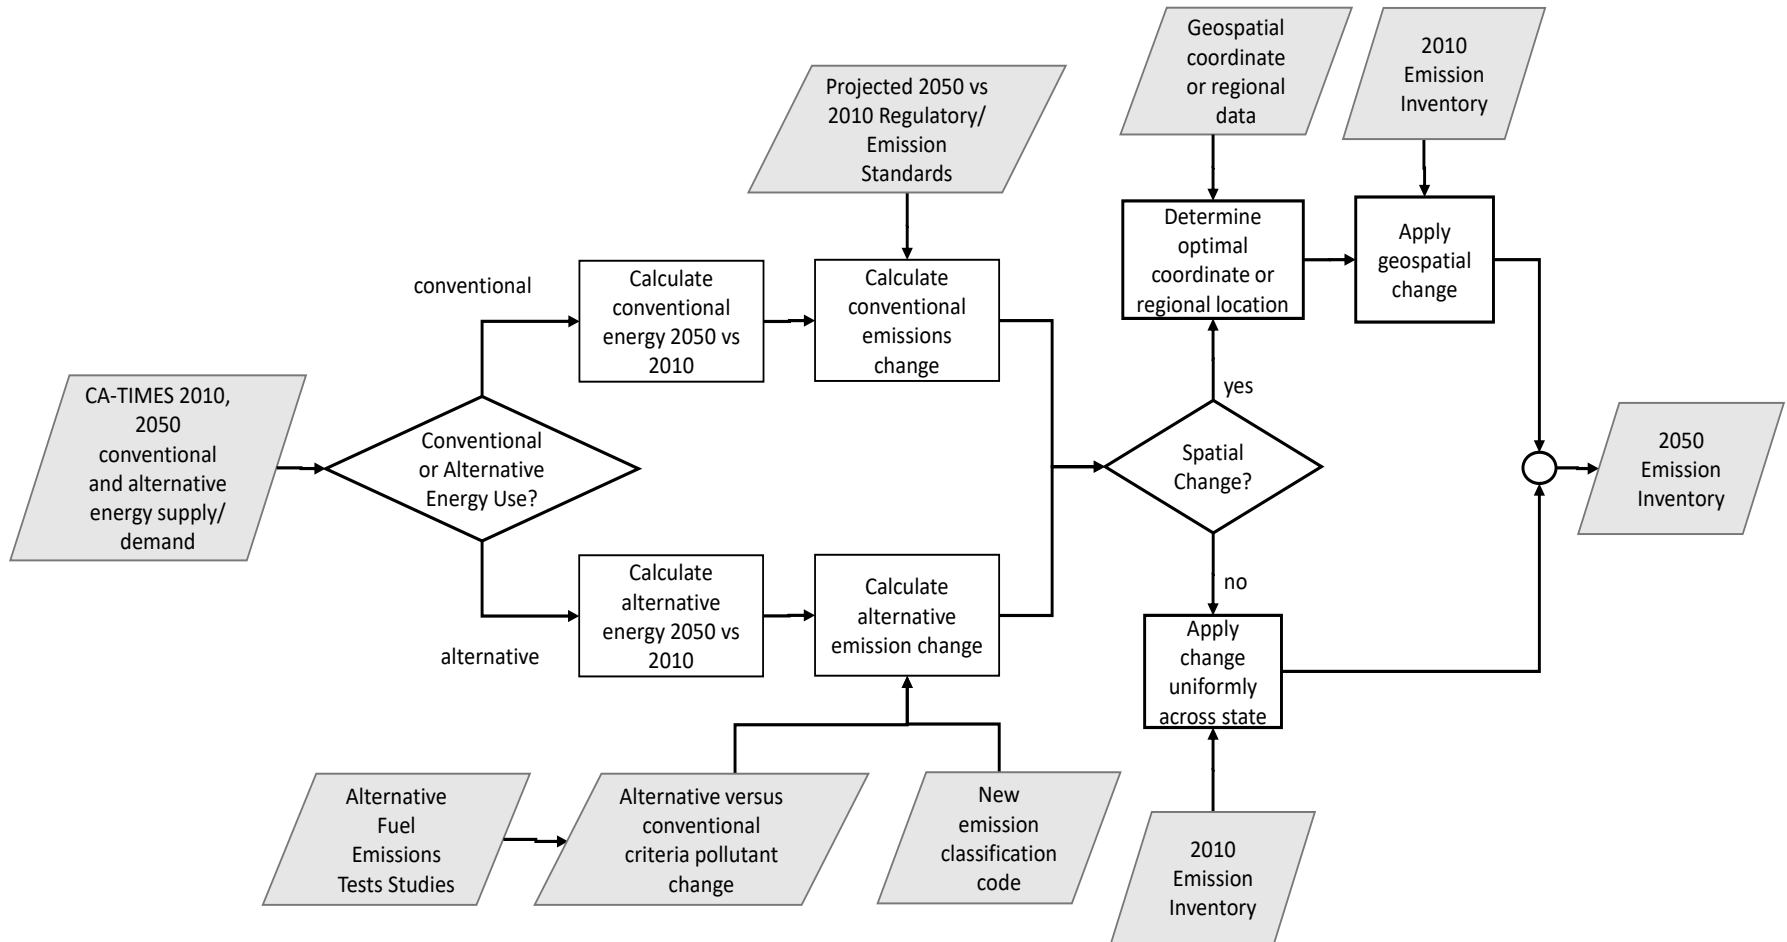 CA-TIMES 2010,
2050
conventional
and alternative
energy supply/
demand
Conventional
or Alternative
Energy Use?
conventional
alternative
Calculate
conventional
energy 2050 vs
2010
Projected 2050 vs
2010 Regulatory/
Emission
Standards
Calculate
conventional
emissions
change
Calculate
alternative
energy 2050 vs
2010
Calculate
alternative
emission change
Alternative
Fuel
Emissions
Tests Studies
Alternative versus
conventional
criteria pollutant
change
New
emission
classification
code
Spatial
Change?
yes
no
Geospatial
coordinate
or regional
data
Determine
optimal
coordinate or
regional location
2010
Emission
Inventory
Apply
geospatial
change
Apply
change
uniformly
across state
2010
Emission
Inventory
2050
Emission
Inventory